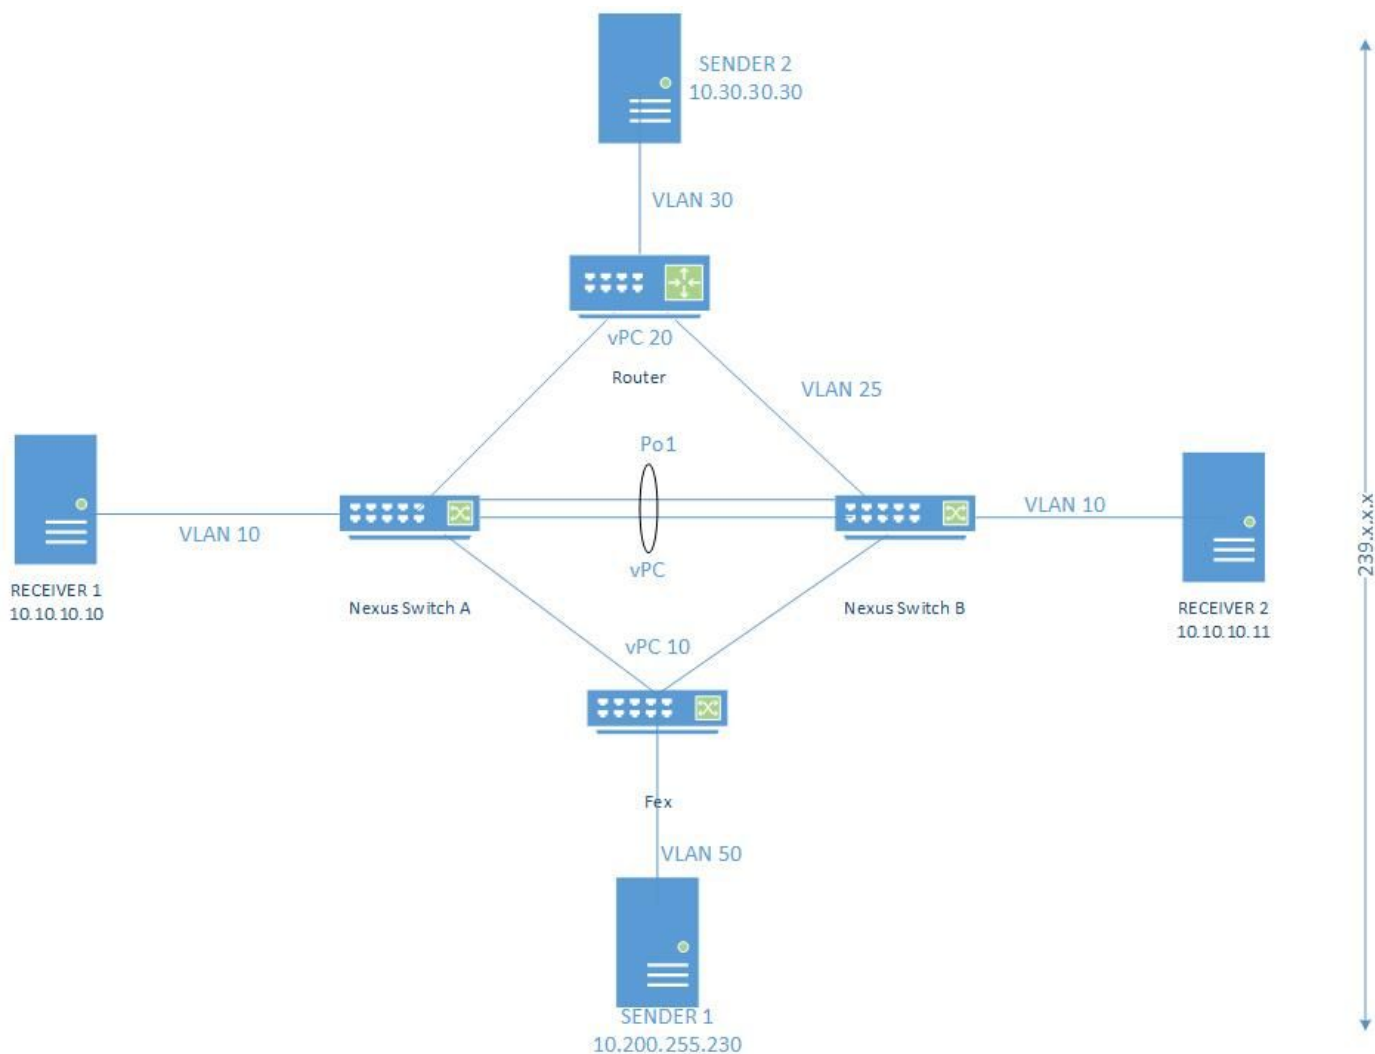 SENDER 2
10.30.30.30
VLAN 30
vPC 20
Router
VLAN 25
Po1
VLAN 10
VLAN 10
vPC
RECEIVER 1
10.10.10.10
Nexus Switch A
Nexus Switch B
RECEIVER 2
10.10.10.11
239.x.x.x
vPC 10
Fex
VLAN 50
SENDER 1
10.200.255.230